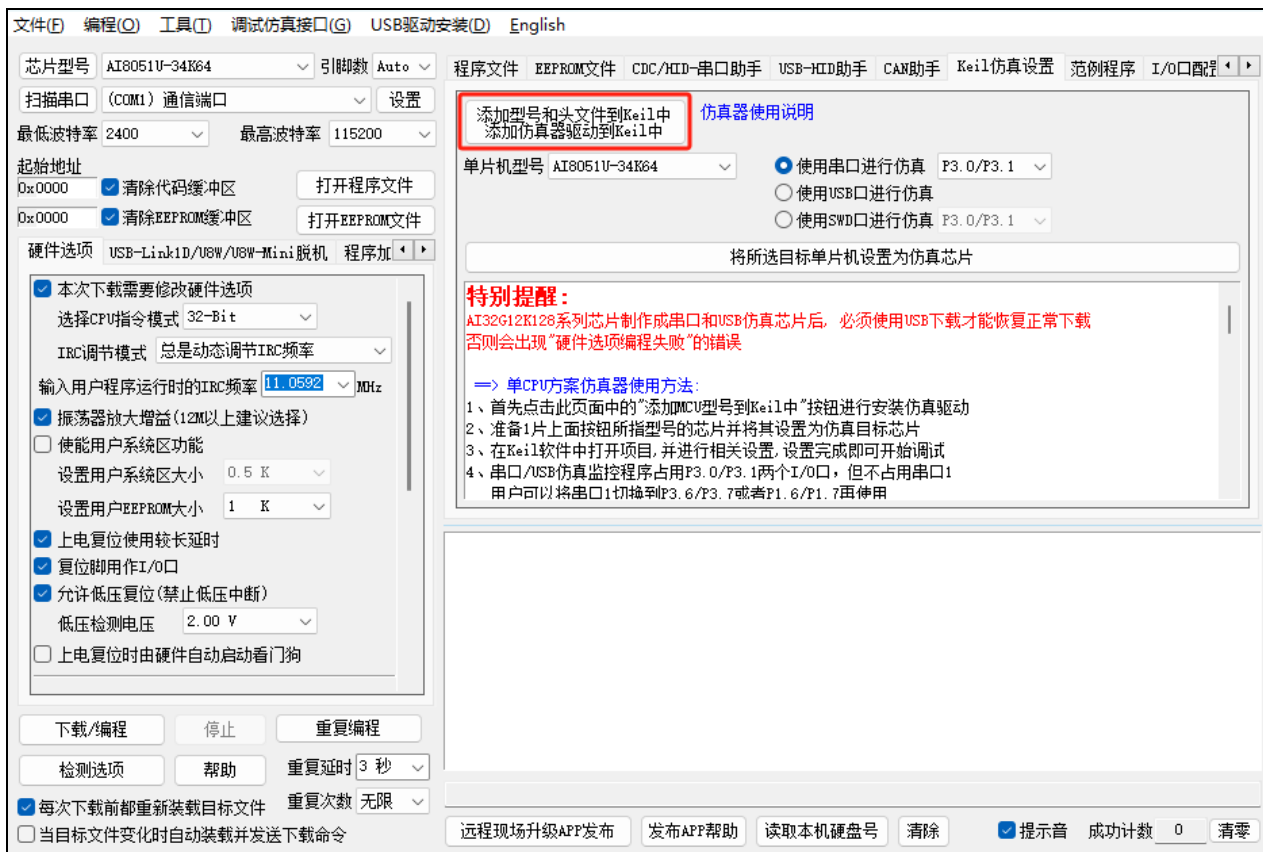 文件(F) 编程(O) 工具(T) 调试仿真接口(G) USB驱动安装(D) English
芯片型号 AI8051U-34K64 引脚数 Auto
扫描串口 (COM1) 通信端口 设置
最低波特率 2400 最高波特率 115200
起始地址
0x0000 清除代码缓冲区 打开程序文件
0x0000 清除EEPROM缓冲区 打开EEPROM文件
硬件选项 USB-Link1D/U8W/U8W-Mini脱机 程序加
本次下载需要修改硬件选项
选择CPU指令模式 32-Bit
IRC调节模式 总是动态调节IRC频率
输入用户程序运行时的IRC频率 11.0592 MHz
振荡器放大增益(12M以上建议选择)
使能用户系统区功能
设置用户系统区大小 0.5 K
设置用户EEPROM大小 1 K
上电复位使用较长延时
复位脚用作I/O口
允许低压复位(禁止低压中断)
低压检测电压 2.00 V
上电复位时由硬件自动启动看门狗
下载/编程 停止 重复编程
检测选项 帮助 重复延时 3 秒
每次下载前都重新装载目标文件 重复次数 无限
当目标文件变化时自动装载并发送下载命令
程序文件 EEPROM文件 CDC/HID-串口助手 USB-HID助手 CAN助手 Keil仿真设置 范例程序 I/O口配
添加型号和头文件到Keil中
添加仿真器驱动到Keil中
仿真器使用说明
单片机型号 AI8051U-34K64 使用串口进行仿真 P3.0/P3.1
使用USB口进行仿真
使用SWD口进行仿真 P3.0/P3.1
将所选目标单片机设置为仿真芯片
特别提醒:
AI32G12K128系列芯片制作成串口和USB仿真芯片后, 必须使用USB下载才能恢复正常下载
否则会出现"硬件选项编程失败"的错误
==> 单CPU方案仿真器使用方法:
1、首先点击此页面中的"添加MCU型号到Keil中"按钮进行安装仿真驱动
2、准备1片上面按钮所指型号的芯片并将其设置为仿真目标芯片
3、在Keil软件中打开项目,并进行相关设置,设置完成即可开始调试
4、串口/USB仿真监控程序占用P3.0/P3.1两个I/O口，但不占用串口1
用户可以将串口1切换到P3.6/P3.7或者P1.6/P1.7再使用
远程现场升级APP发布 发布APP帮助 读取本机硬盘号 清除 提示音 成功计数 0 清零